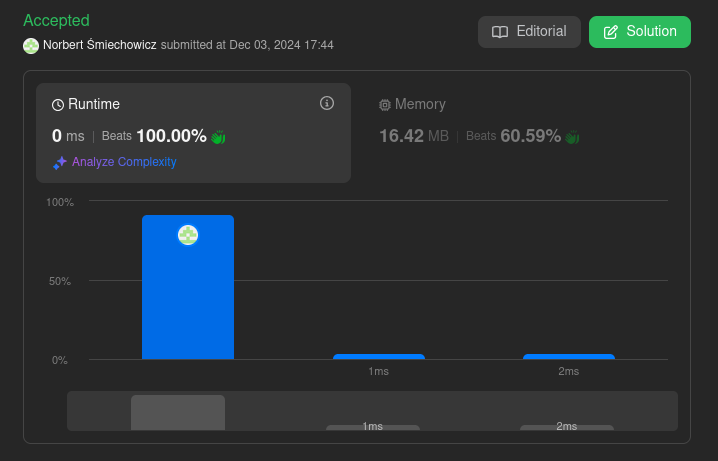 Accepted
Norbert Śmiechowicz submitted at Dec 03, 2024 17:44
Editorial
Solution
Runtime
0 ms | Beats 100.00%
Analyze Complexity
Memory
16.42 MB | Beats 60.59%
100%
50%
0%
1ms
2ms
1ms
2ms